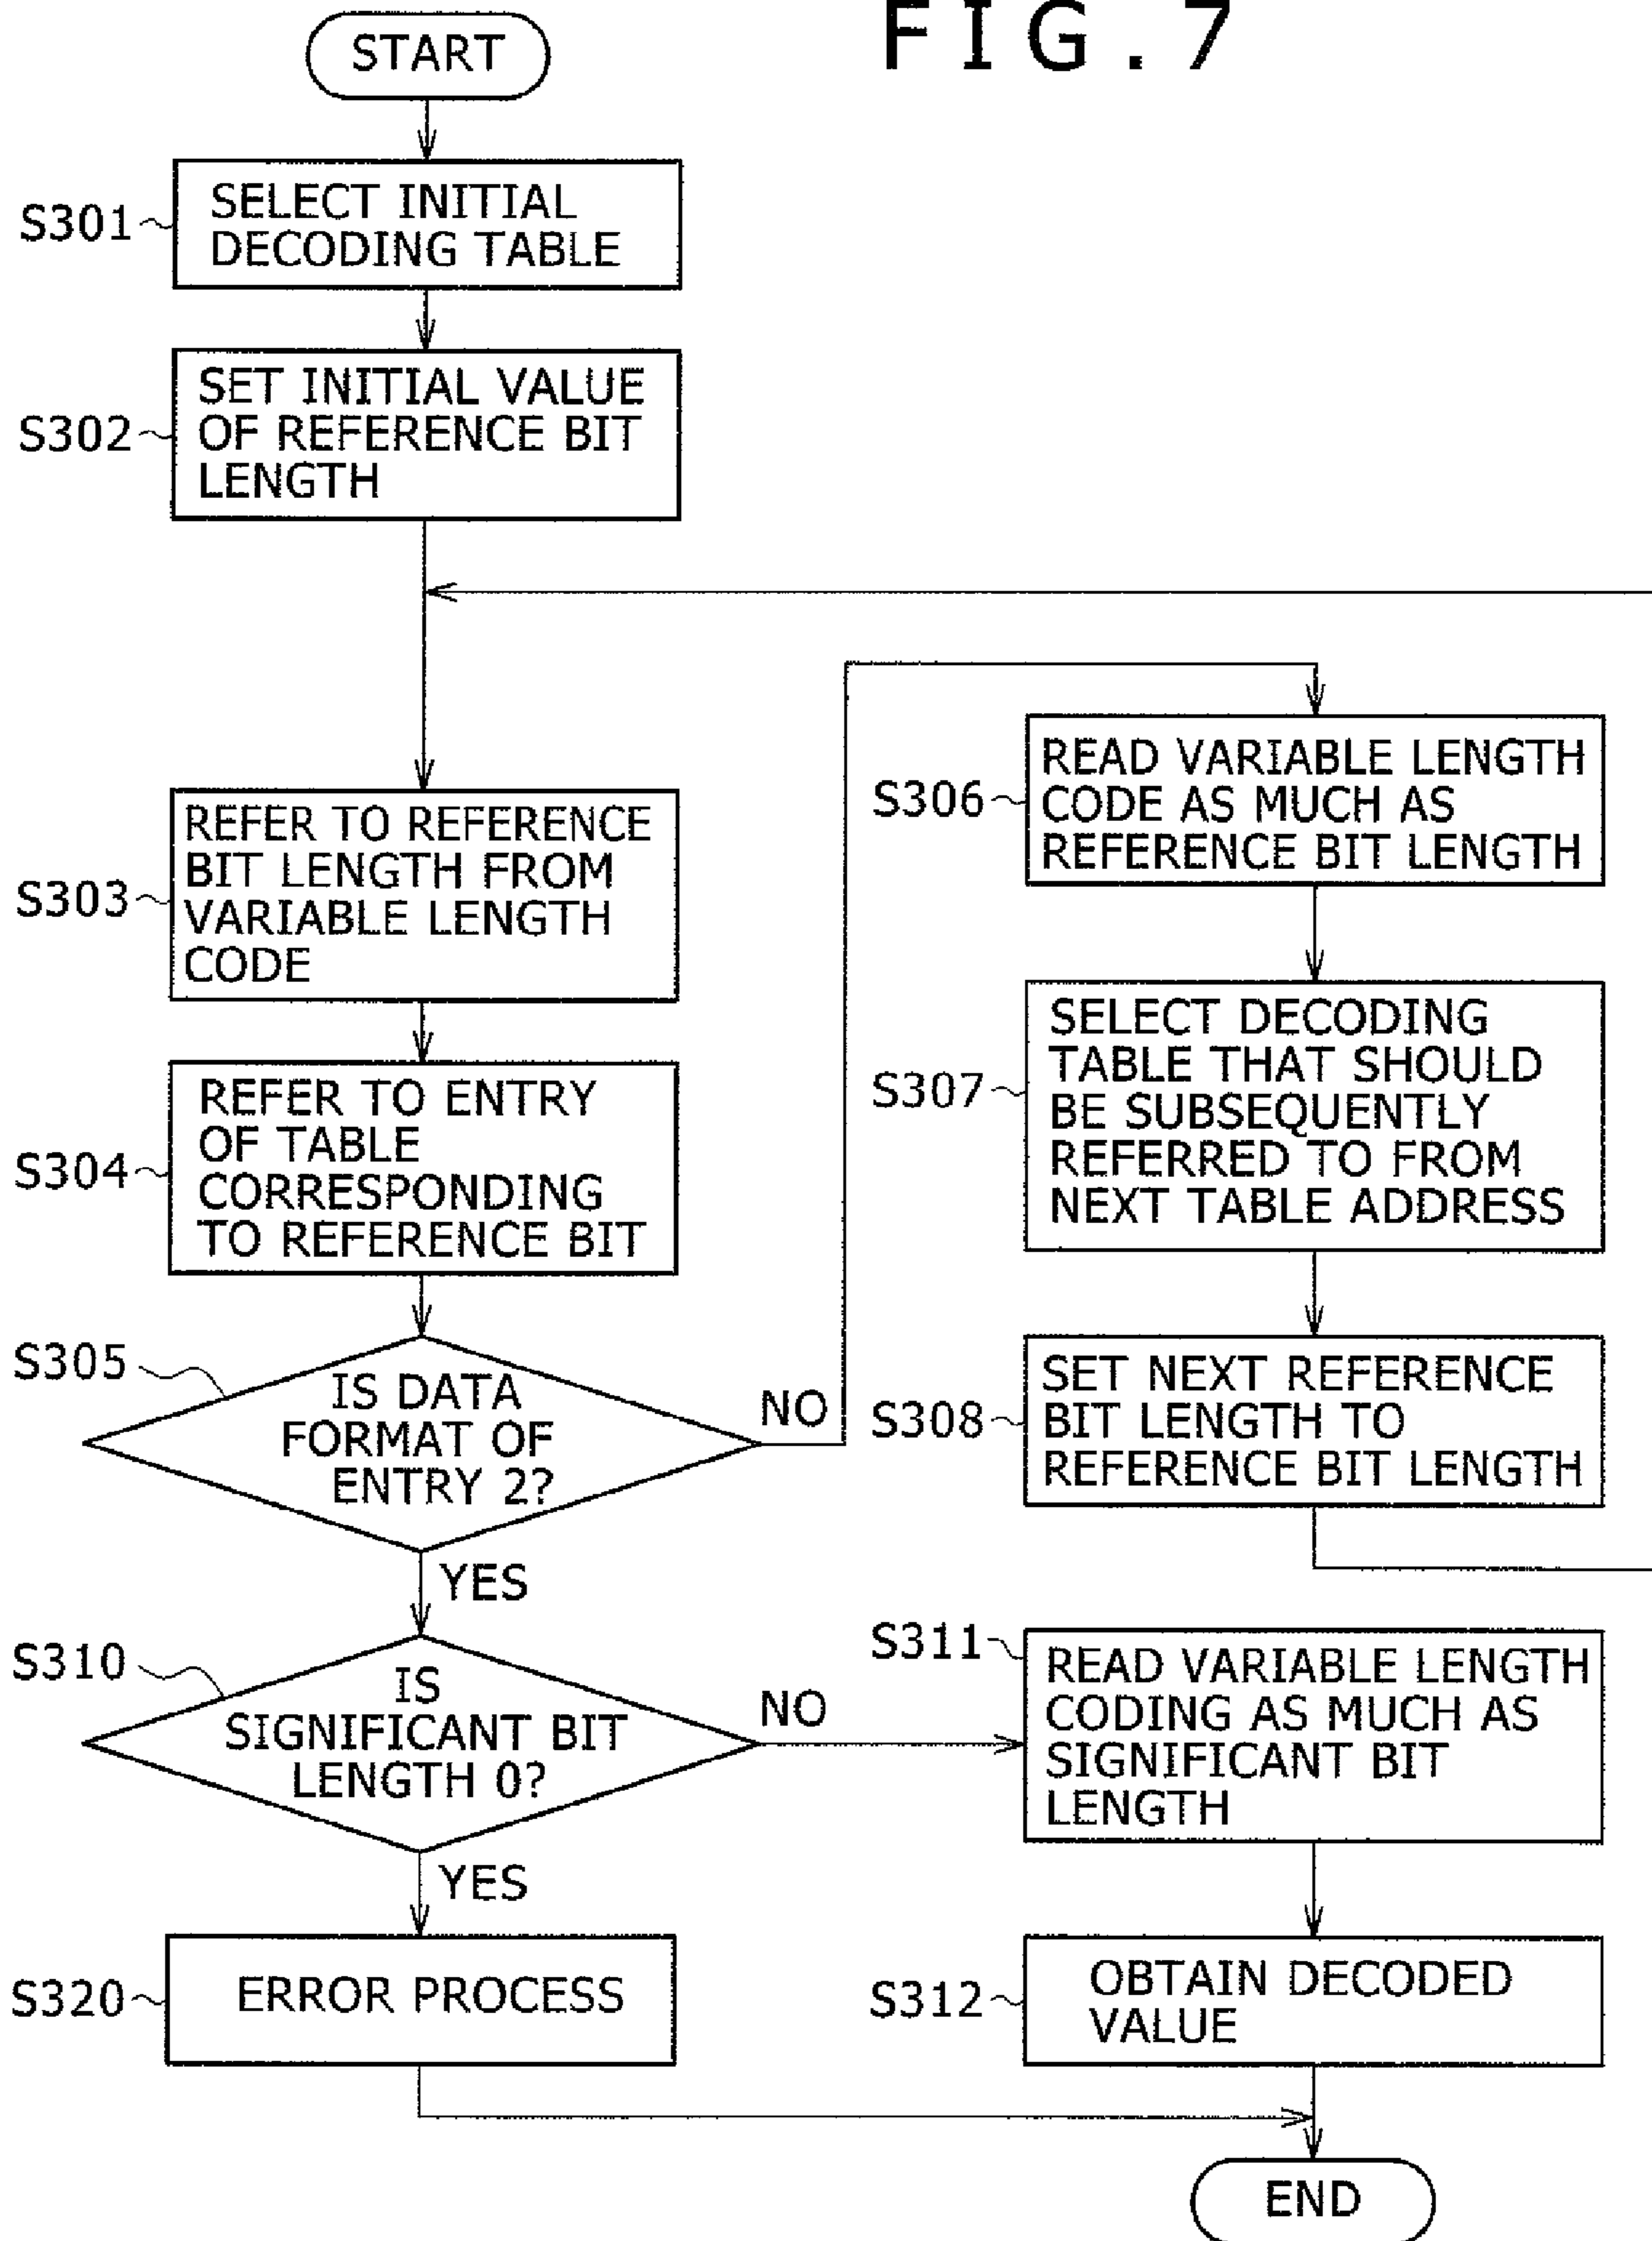 FIG.7
START
S301
SELECT INITIAL
DECODING TABLE
S302
SET INITIAL VALUE
OF REFERENCE BIT
LENGTH
S303
REFER TO REFERENCE
BIT LENGTH FROM
VARIABLE LENGTH
CODE
S304
REFER TO ENTRY
OF TABLE
CORRESPONDING
TO REFERENCE BIT
S305
IS DATA
FORMAT OF
ENTRY 2?
NO
YES
S306
READ VARIABLE LENGTH
CODE AS MUCH AS
REFERENCE BIT LENGTH
S307
SELECT DECODING
TABLE THAT SHOULD
BE SUBSEQUENTLY
REFERRED TO FROM
NEXT TABLE ADDRESS
S308
SET NEXT REFERENCE
BIT LENGTH TO
REFERENCE BIT LENGTH
S310
IS
SIGNIFICANT BIT
LENGTH 0?
NO
YES
S311
READ VARIABLE LENGTH
CODING AS MUCH AS
SIGNIFICANT BIT
LENGTH
S320
ERROR PROCESS
S312
OBTAIN DECODED
VALUE
END